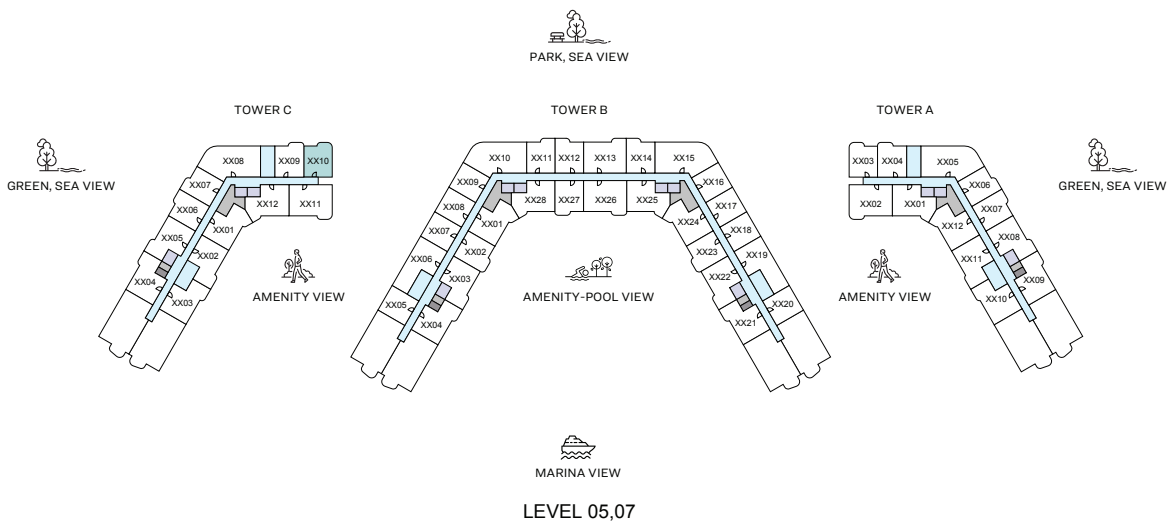 PARK, SEA VIEW
TOWER C
TOWER B
TOWER A
GREEN, SEA VIEW
GREEN, SEA VIEW
XX08
XX09
XX10
XX07
XX06
XX05
XX04
XX12
XX11
XX01
XX02
XX03
XX10
XX11
XX12
XX13
XX14
XX15
XX09
XX08
XX07
XX06
XX05
XX28
XX27
XX26
XX25
XX01
XX02
XX03
XX04
XX16
XX17
XX18
XX19
XX20
XX24
XX23
XX22
XX21
XX03
XX04
XX05
XX06
XX07
XX08
XX09
XX02
XX01
XX12
XX11
XX10
AMENITY VIEW
AMENITY-POOL VIEW
AMENITY VIEW
MARINA VIEW
LEVEL 05,07